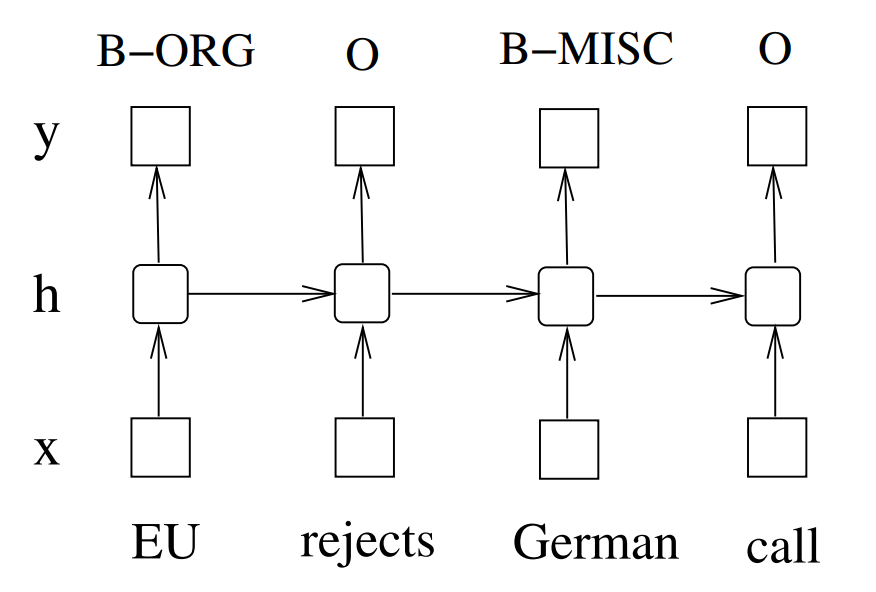 B−ORG O B−MISC O
y
h
x
EU rejects German call